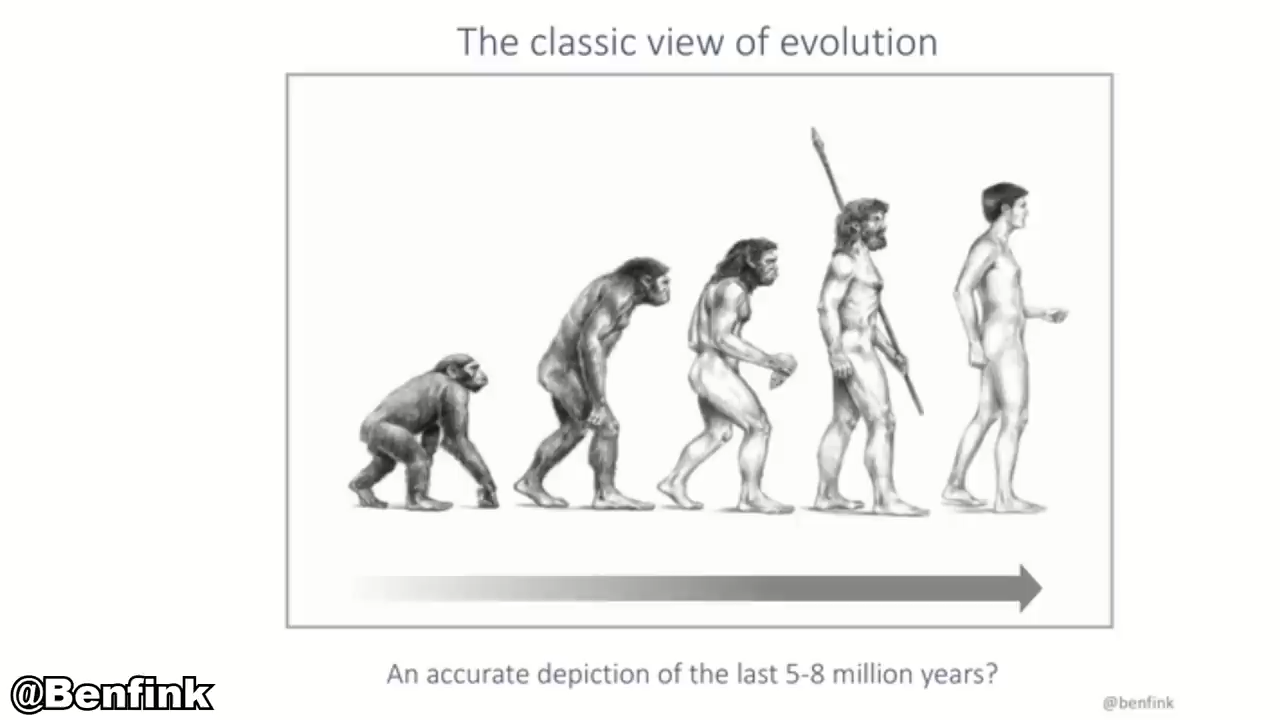 The classic view of evolution
An accurate depiction of the last 5-8 million years?
@Benfink
@benfink